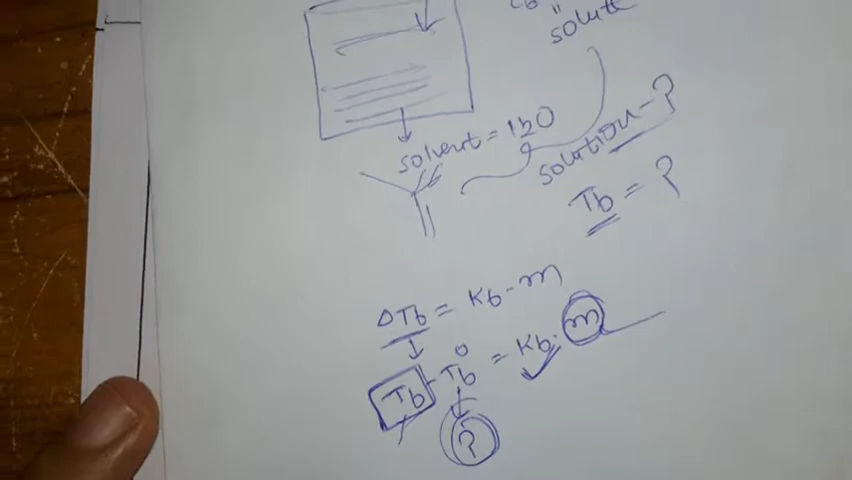 solute
solvent = H2O
solution - ?
Tb = ?
ΔTb = Kb - m
Tb - Tb° = Kb. m
?